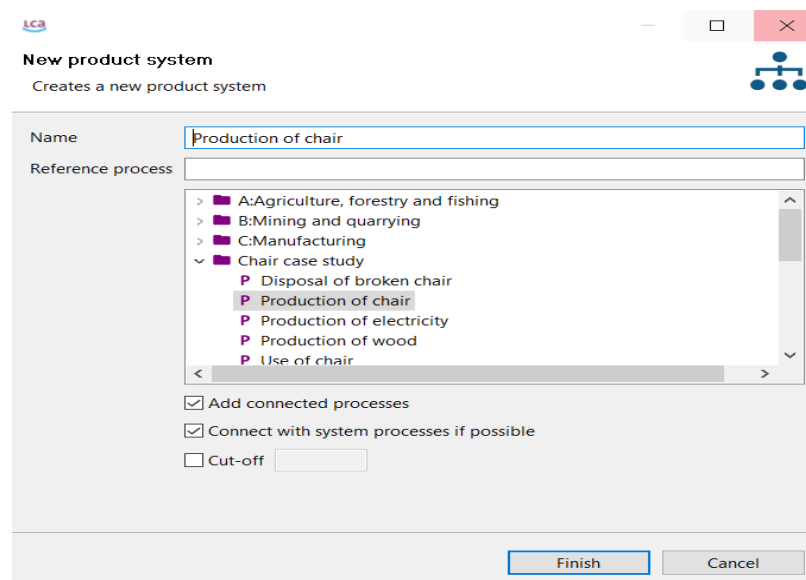 LCA
New product system
Creates a new product system
Name Production of chair
Reference process
A:Agriculture, forestry and fishing
B:Mining and quarrying
C:Manufacturing
Chair case study
P Disposal of broken chair
P Production of chair
P Production of electricity
P Production of wood
P Use of chair
Add connected processes
Connect with system processes if possible
Cut-off
Finish Cancel